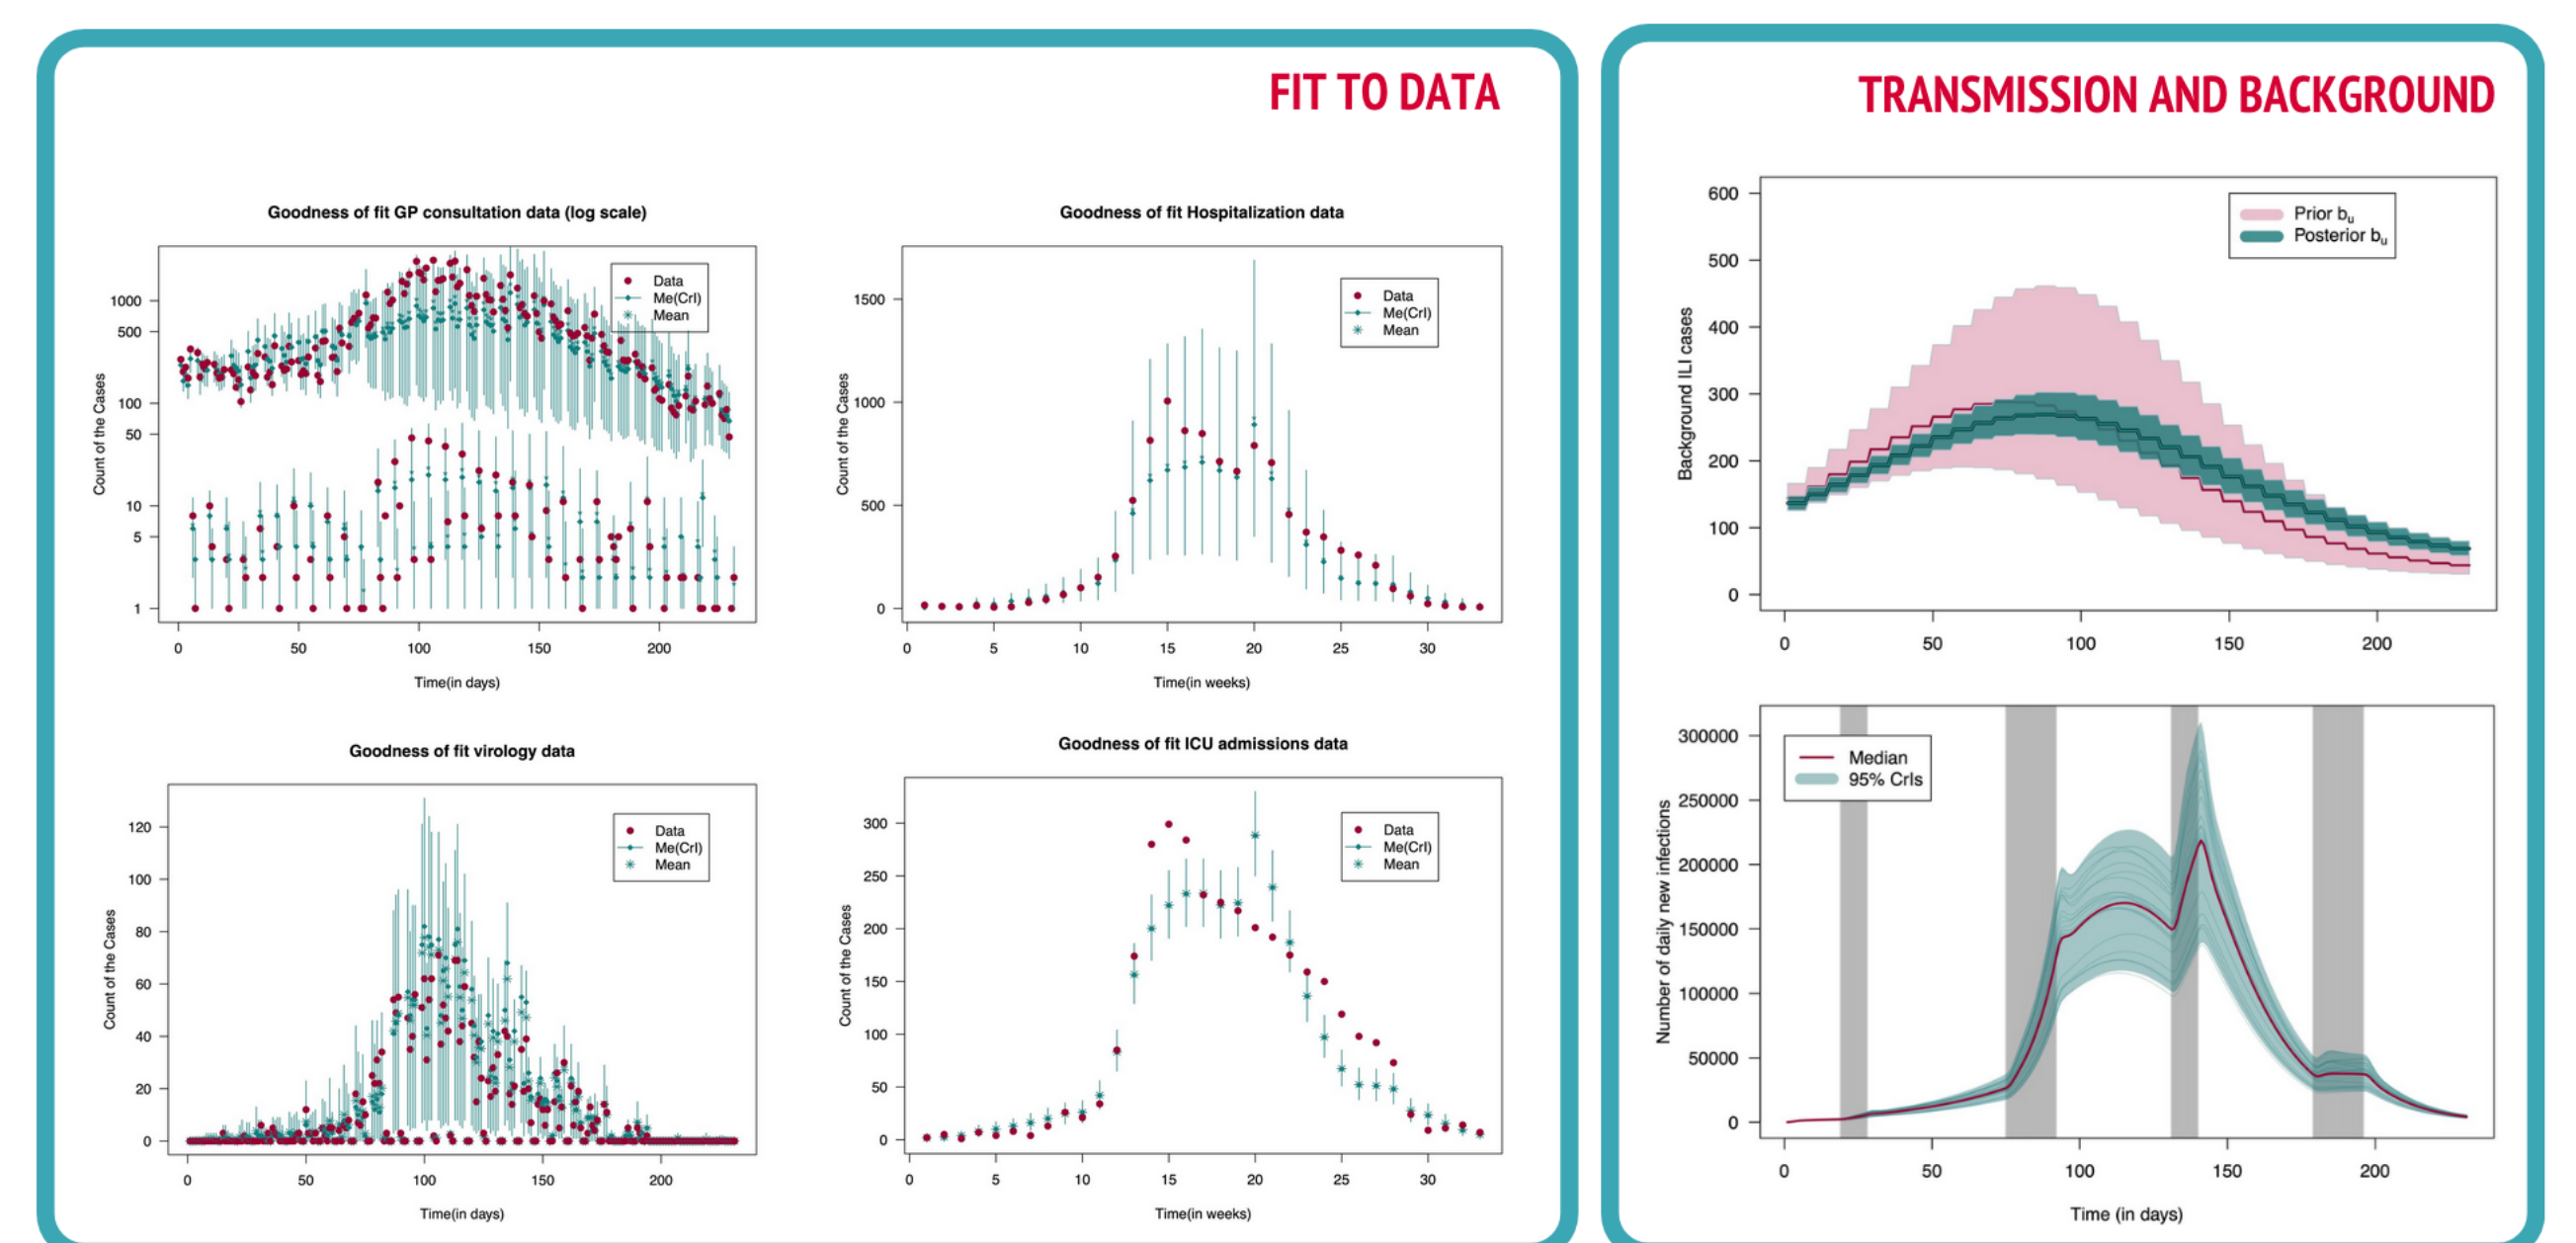 FIT TO DATA
Goodness of fit GP consultation data (log scale)
Count of the Cases
1000
500
100
50
10
5
1
Data
Me(CrI)
Mean
0 50 100 150 200
Time(in days)
Goodness of fit Hospitalization data
Count of the Cases
1500
1000
500
0
Data
Me(CrI)
Mean
0 5 10 15 20 25 30
Time(in weeks)
Goodness of fit virology data
Count of the Cases
120
100
80
60
40
20
0
Data
Me(CrI)
Mean
0 50 100 150 200
Time(in days)
Goodness of fit ICU admissions data
Count of the Cases
300
250
200
150
100
50
0
Data
Me(CrI)
Mean
0 5 10 15 20 25 30
Time(in weeks)
TRANSMISSION AND BACKGROUND
Background ILI cases
600
500
400
300
200
100
0
Prior bu
Posterior bu
0 50 100 150 200
Number of daily new infections
300000
250000
200000
150000
100000
50000
0
Median
95% CrIs
0 50 100 150 200
Time (in days)